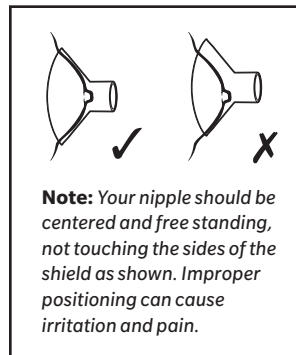 Note: Your nipple should be
centered and free standing,
not touching the sides of the
shield as shown. Improper
positioning can cause
irritation and pain.